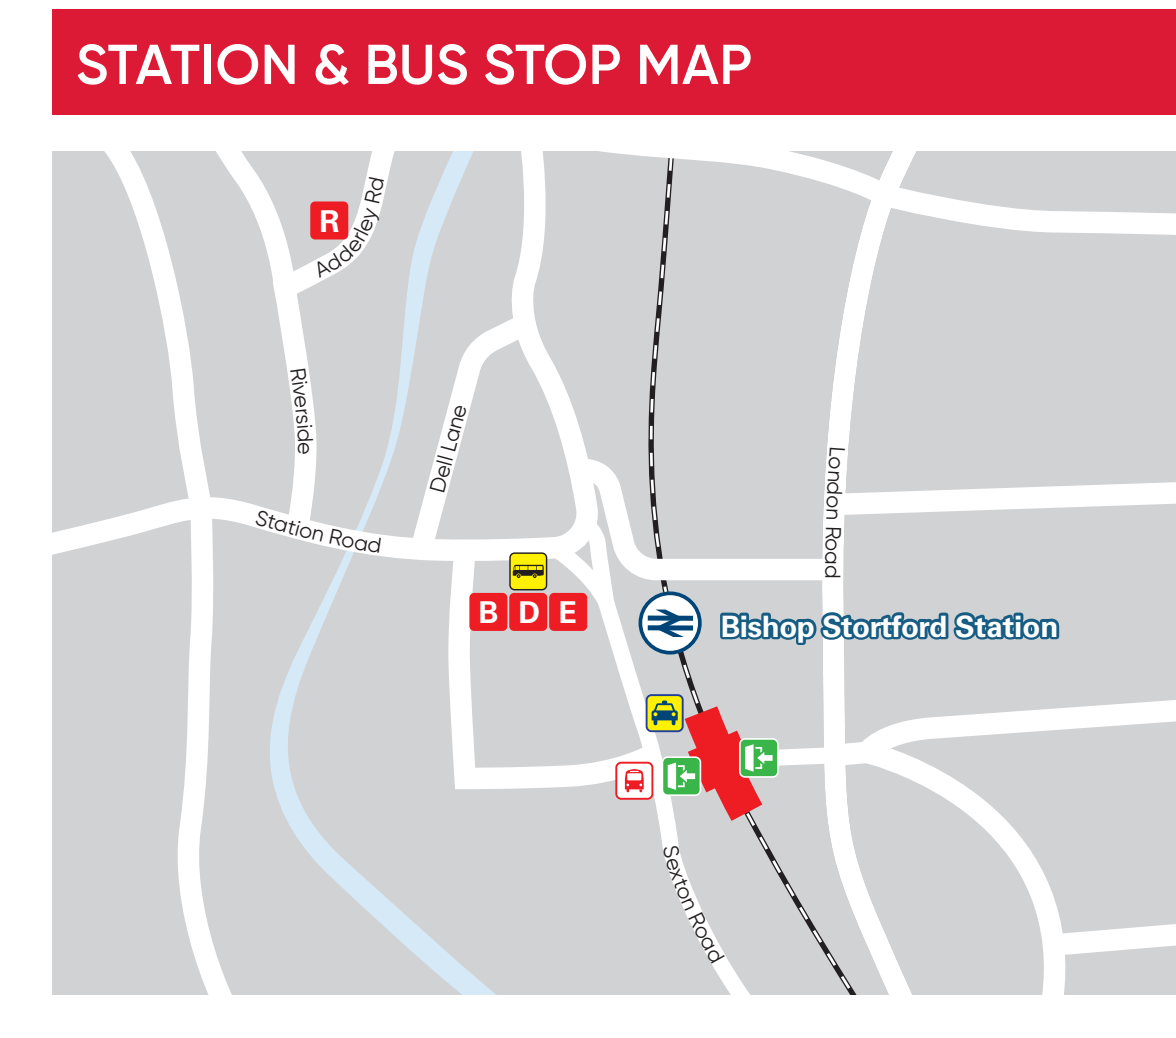 STATION & BUS STOP MAP
R
Adderley Rd
Riverside
Dell Lane
London Road
Station Road
B D E
Bishop Stortford Station
Sexton Road